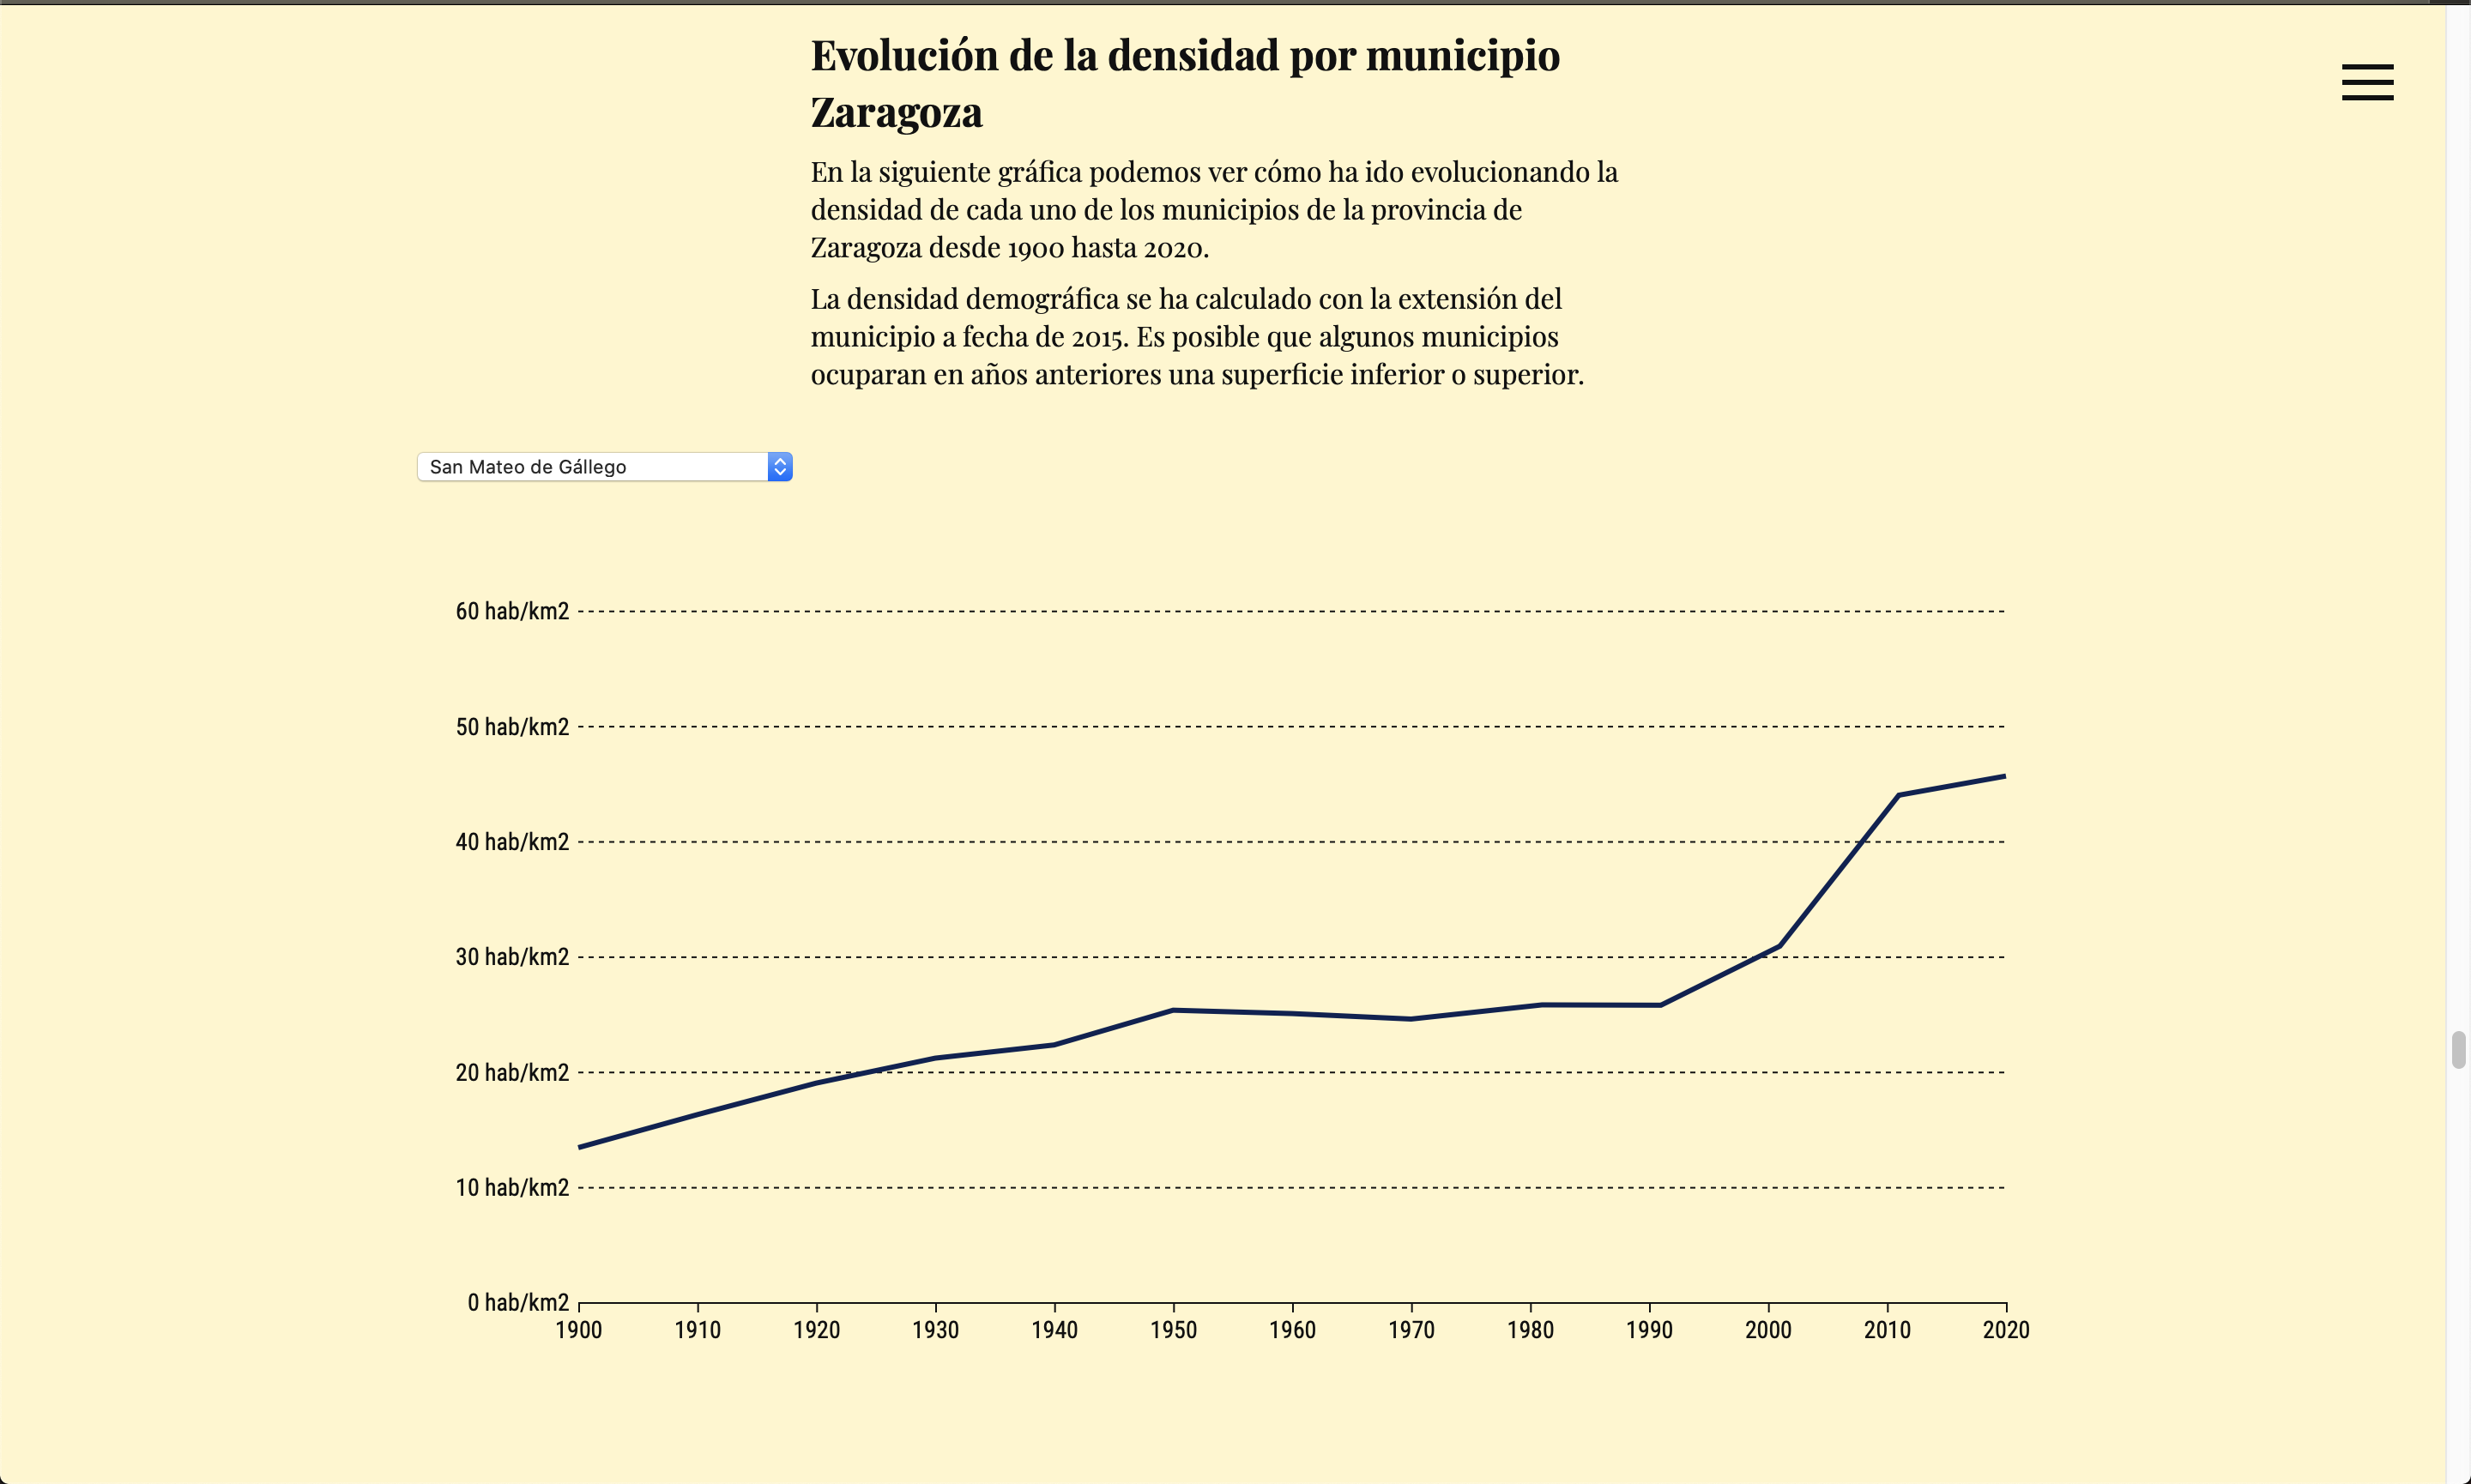 Evolución de la densidad por municipio
Zaragoza
En la siguiente gráfica podemos ver cómo ha ido evolucionando la
densidad de cada uno de los municipios de la provincia de
Zaragoza desde 1900 hasta 2020.
La densidad demográfica se ha calculado con la extensión del
municipio a fecha de 2015. Es posible que algunos municipios
ocuparan en años anteriores una superficie inferior o superior.
San Mateo de Gállego
60 hab/km2
50 hab/km2
40 hab/km2
30 hab/km2
20 hab/km2
10 hab/km2
0 hab/km2
1900 1910 1920 1930 1940 1950 1960 1970 1980 1990 2000 2010 2020